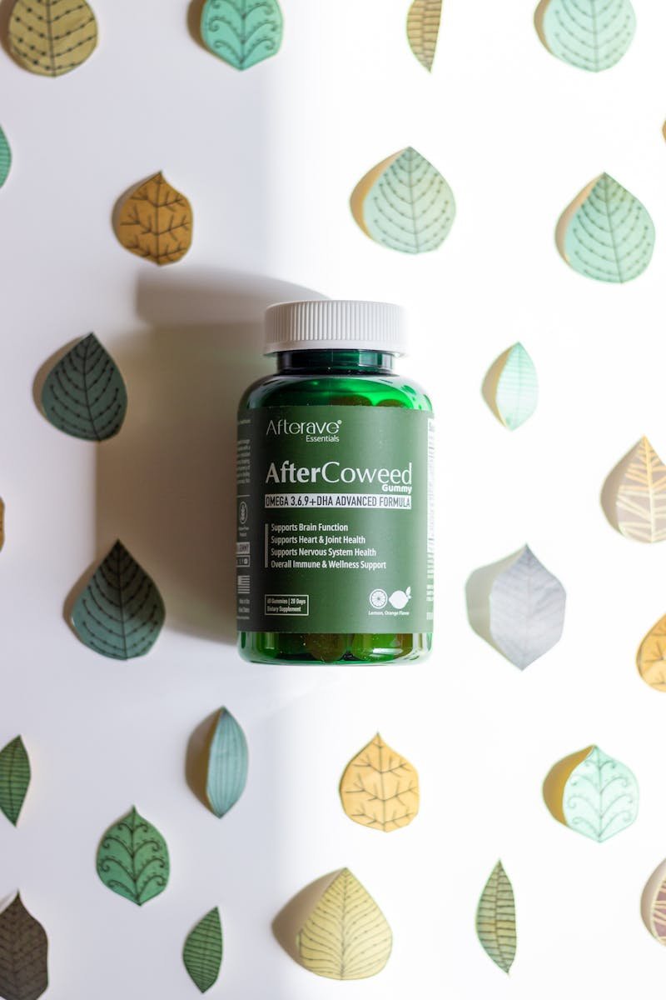 Afterave®
Essentials
AfterCoweed
Gummy
OMEGA 3,6,9+DHA ADVANCED FORMULA
Supports Brain Function
Supports Heart & Joint Health
Supports Nervous System Health
Overall Immune & Wellness Support
60 Gummies | 20 Days
Dietary Supplement
Lemon, Orange Flavor